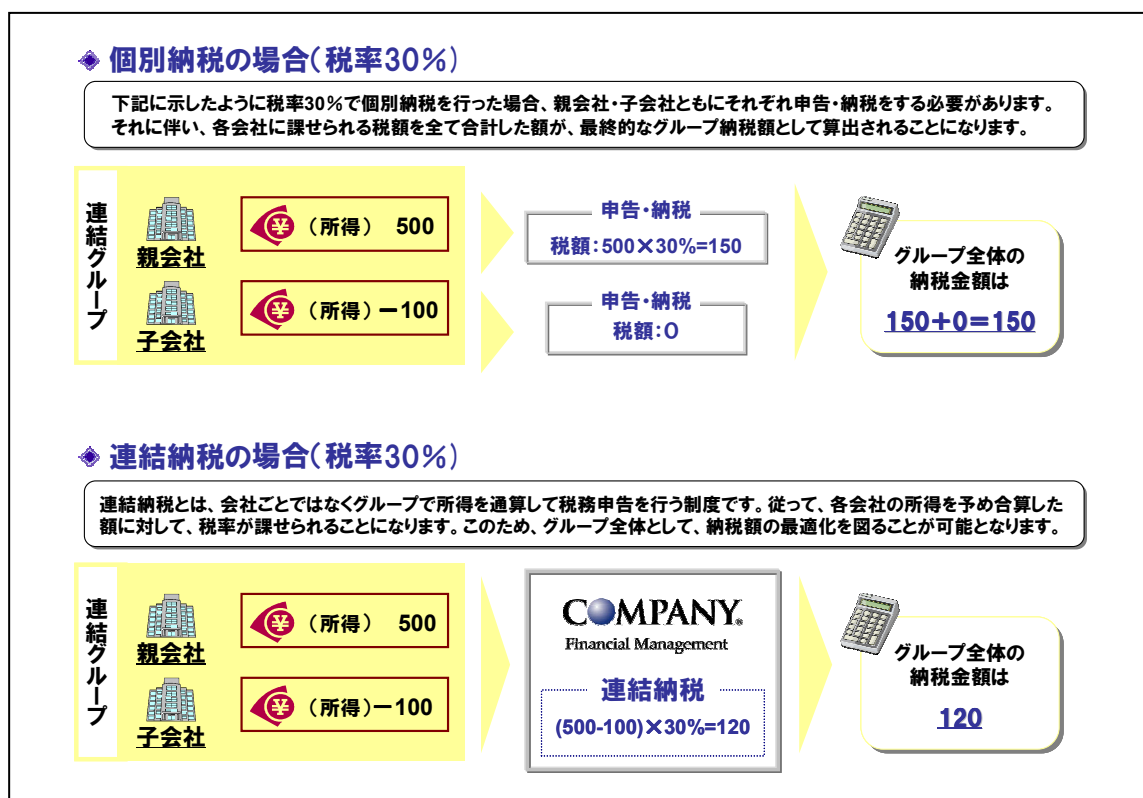 個別納税の場合(税率30%)
下記に示したように税率30%で個別納税を行った場合、親会社・子会社ともにそれぞれ申告・納税をする必要があります。
それに伴い、各会社に課せられる税額を全て合計した額が、最終的なグループ納税額として算出されることになります。
連結グループ
親会社
(所得) 500
子会社
(所得)-100
申告・納税
税額:500×30%=150
申告・納税
税額:0
グループ全体の
納税金額は
150+0=150
連結納税の場合(税率30%)
連結納税とは、会社ごとではなくグループで所得を通算して税務申告を行う制度です。従って、各会社の所得を予め合算した
額に対して、税率が課せられることになります。このため、グループ全体として、納税額の最適化を図ることが可能となります。
連結グループ
親会社
(所得) 500
子会社
(所得)-100
COMPANY®
Financial Management
連結納税
(500-100)×30%=120
グループ全体の
納税金額は
120